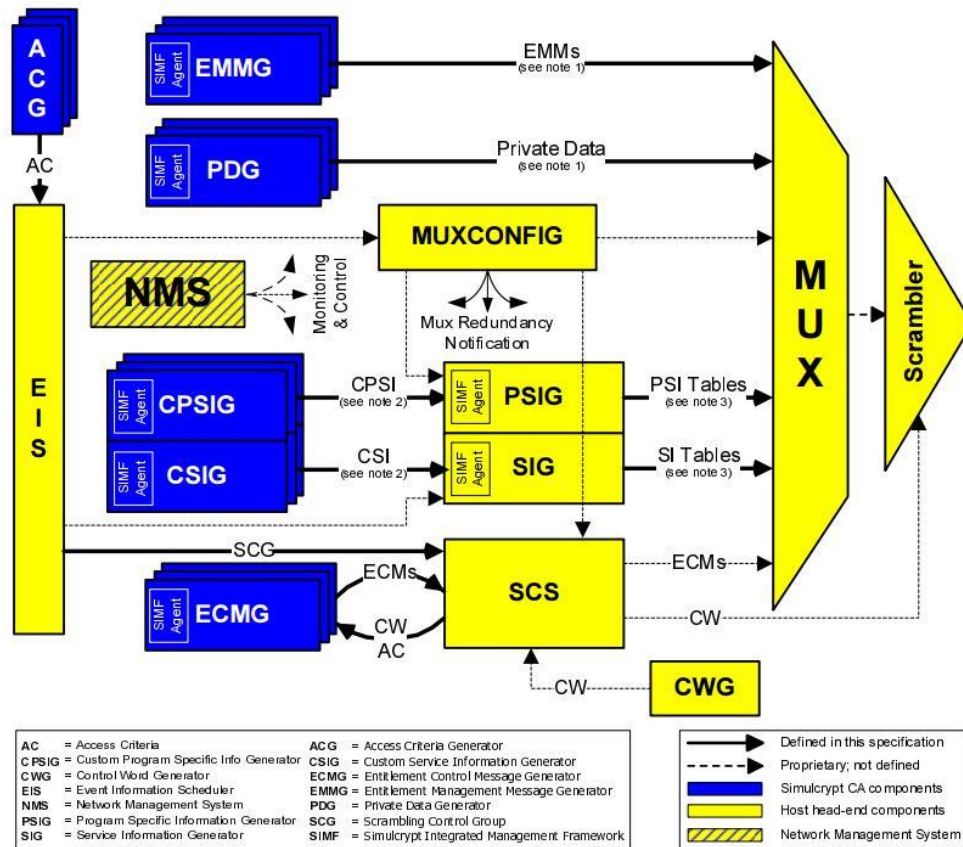 ACG
SIMF Agent
EMMG
EMMs
(see note 1)
AC
SIMF Agent
PDG
Private Data
(see note 1)
MUXCONFIG
NMS
Monitoring
& Control
Mux Redundancy
Notification
MUX
Scrambler
EIS
SIMF Agent
CPSIG
CPSI
(see note 2)
SIMF Agent
PSIG
PSI Tables
(see note 3)
SIMF Agent
CSIG
CSI
(see note 2)
SIMF Agent
SIG
SI Tables
(see note 3)
SCG
ECMs
SIMF Agent
ECMG
CW
AC
SCS
ECMs
CW
CW
CWG
AC = Access Criteria
CPSIG = Custom Program Specific Info Generator
CWG = Control Word Generator
EIS = Event Information Scheduler
NMS = Network Management System
PSIG = Program Specific Information Generator
SIG = Service Information Generator
ACG = Access Criteria Generator
CSIG = Custom Service Information Generator
ECMG = Entitlement Control Message Generator
EMMG = Entitlement Management Message Generator
PDG = Private Data Generator
SCG = Scrambling Control Group
SIMF = Simulcrypt Integrated Management Framework
Defined in this specification
Proprietary; not defined
Simulcrypt CA components
Host head-end components
Network Management System